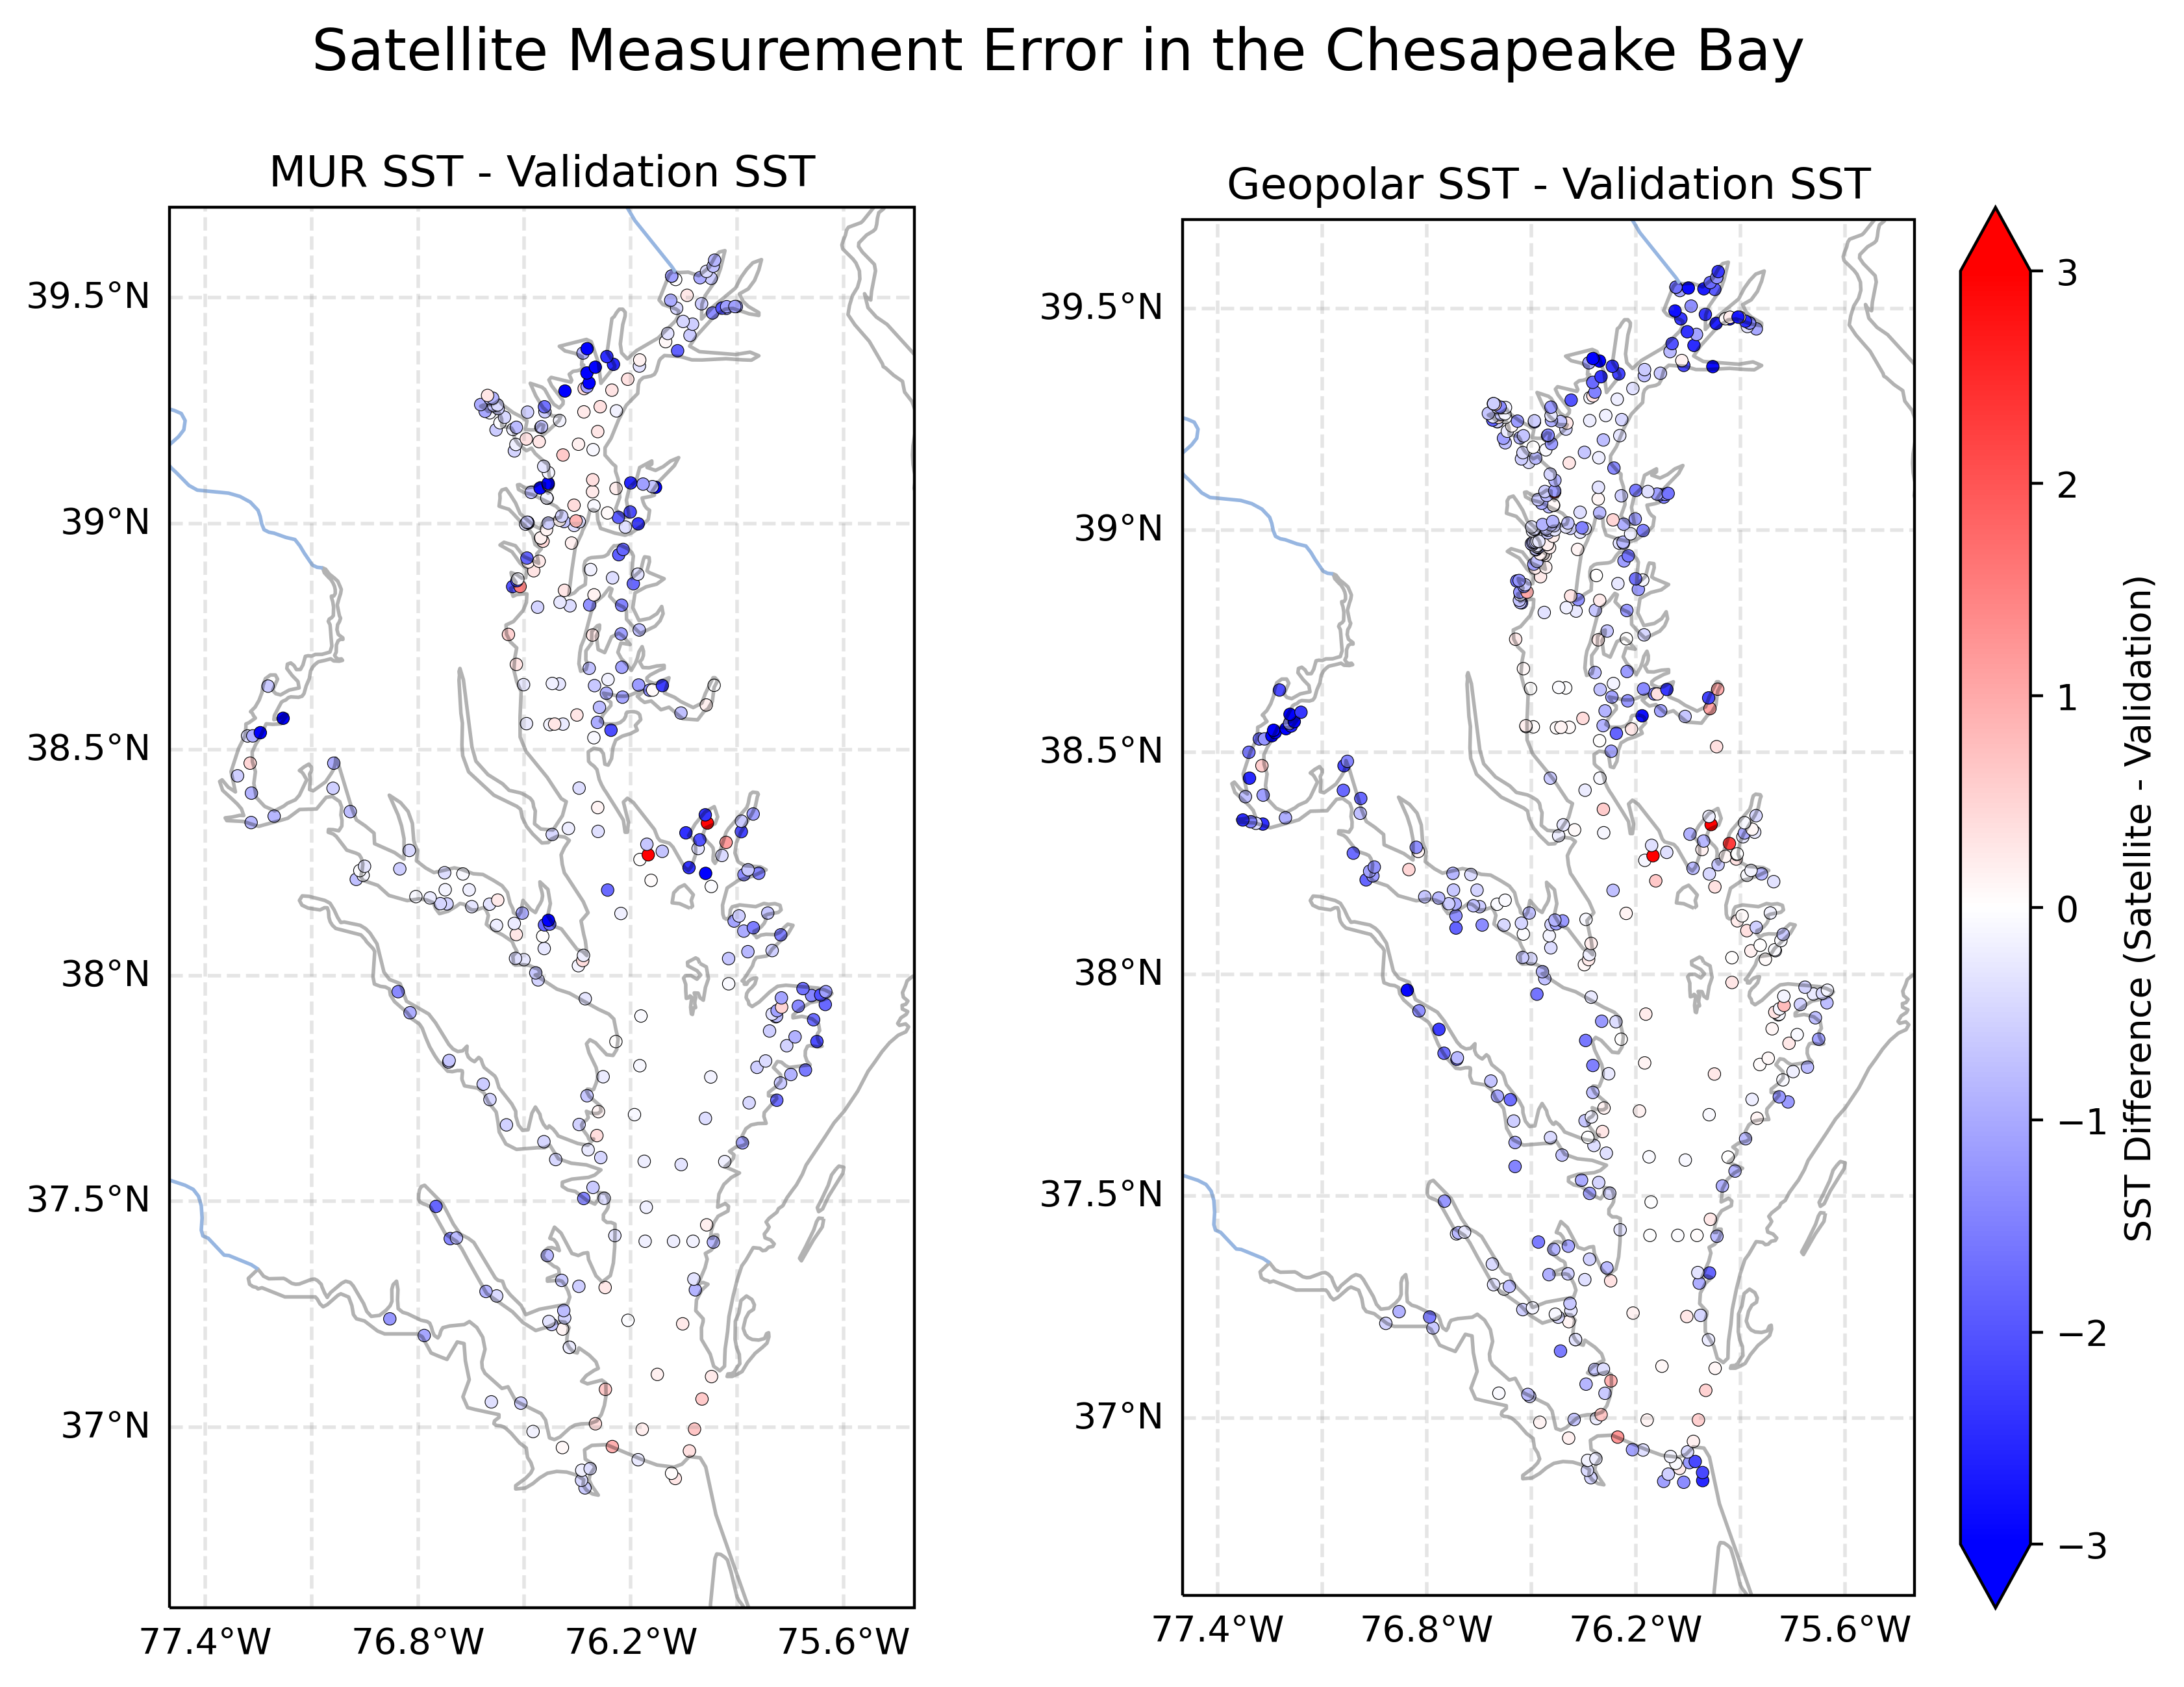 Satellite Measurement Error in the Chesapeake Bay
MUR SST - Validation SST
39.5°N
39°N
38.5°N
38°N
37.5°N
37°N
77.4°W 76.8°W 76.2°W 75.6°W
Geopolar SST - Validation SST
39.5°N
39°N
38.5°N
38°N
37.5°N
37°N
77.4°W 76.8°W 76.2°W 75.6°W
3
2
1
0
−1
−2
−3
SST Difference (Satellite - Validation)